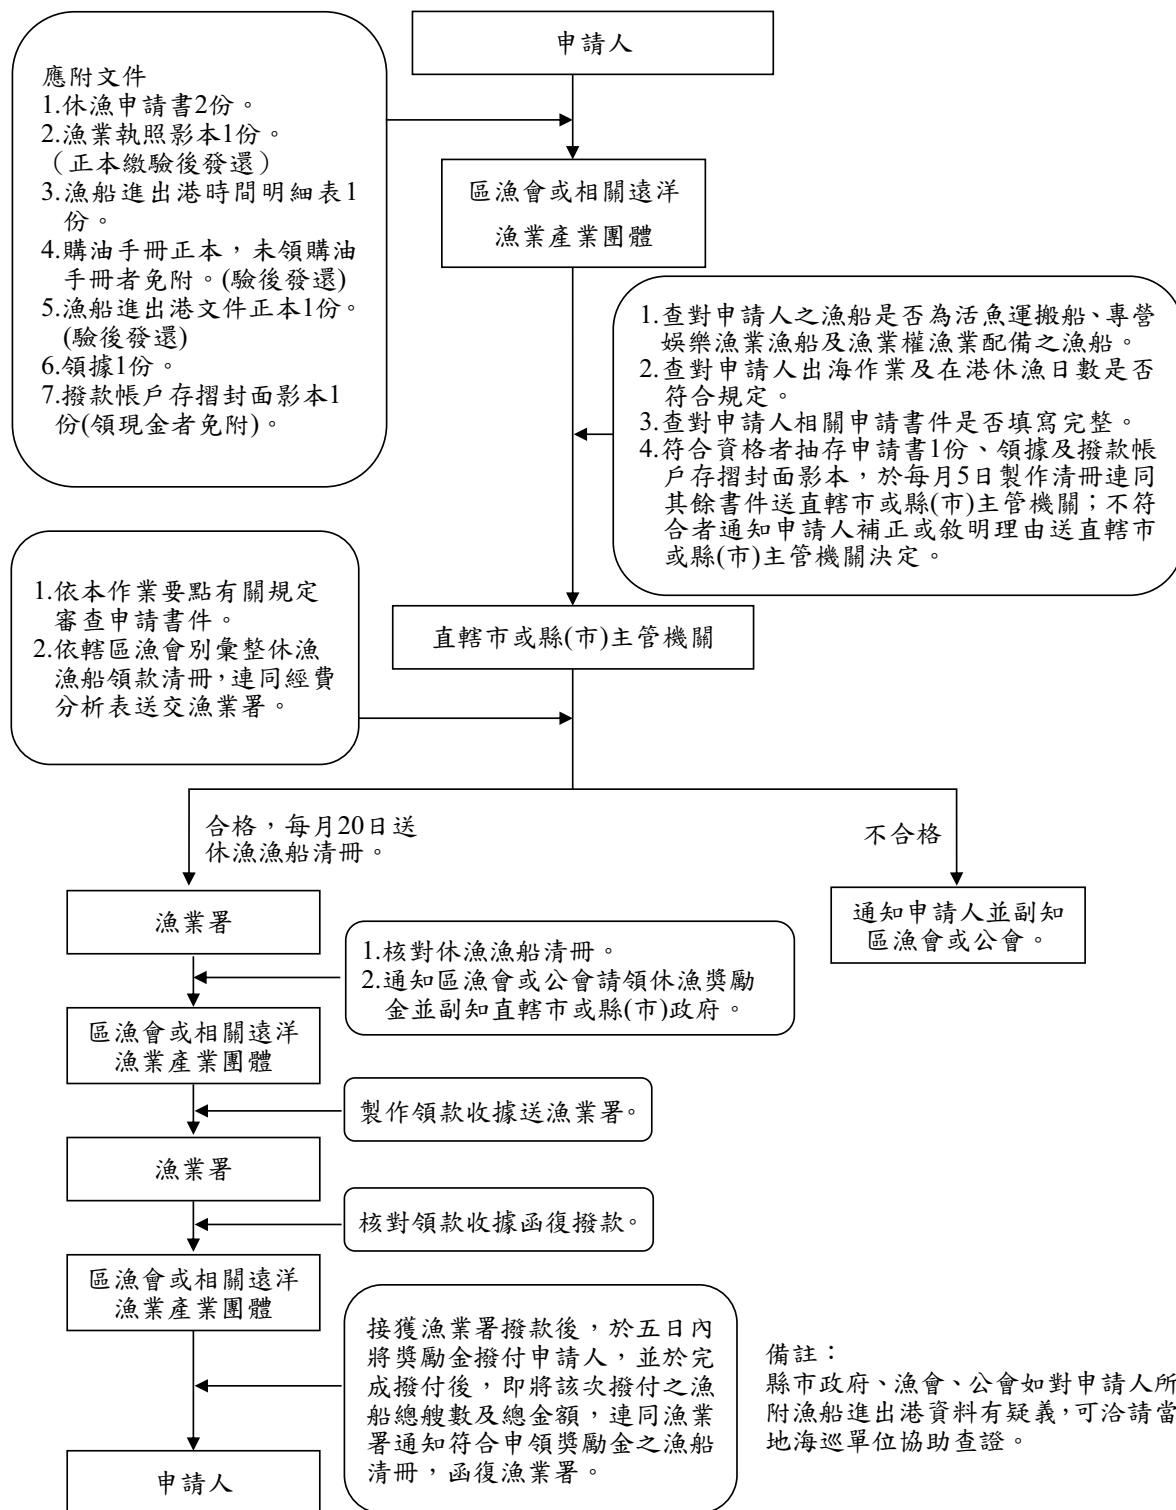 申請人
應附文件
1.休漁申請書2份。
2.漁業執照影本1份。
（正本繳驗後發還）
3.漁船進出港時間明細表1
份。
4.購油手冊正本，未領購油
手冊者免附。(驗後發還)
5.漁船進出港文件正本1份。
(驗後發還)
6.領據1份。
7.撥款帳戶存摺封面影本1
份(領現金者免附)。
區漁會或相關遠洋
漁業產業團體
1.查對申請人之漁船是否為活魚運搬船、專營
娛樂漁業漁船及漁業權漁業配備之漁船。
2.查對申請人出海作業及在港休漁日數是否
符合規定。
3.查對申請人相關申請書件是否填寫完整。
4.符合資格者抽存申請書1份、領據及撥款帳
戶存摺封面影本，於每月5日製作清冊連同
其餘書件送直轄市或縣(市)主管機關；不符
合者通知申請人補正或敘明理由送直轄市
或縣(市)主管機關決定。
1.依本作業要點有關規定
審查申請書件。
2.依轄區漁會別彙整休漁
漁船領款清冊，連同經費
分析表送交漁業署。
直轄市或縣(市)主管機關
合格，每月20日送
休漁漁船清冊。
不合格
漁業署
通知申請人並副知
區漁會或公會。
1.核對休漁漁船清冊。
2.通知區漁會或公會請領休漁獎勵
金並副知直轄市或縣(市)政府。
區漁會或相關遠洋
漁業產業團體
製作領款收據送漁業署。
漁業署
核對領款收據函復撥款。
區漁會或相關遠洋
漁業產業團體
接獲漁業署撥款後，於五日內
將獎勵金撥付申請人，並於完
成撥付後，即將該次撥付之漁
船總艘數及總金額，連同漁業
署通知符合申領獎勵金之漁船
清冊，函復漁業署。
備註：
縣市政府、漁會、公會如對申請人所
附漁船進出港資料有疑義，可洽請當
地海巡單位協助查證。
申請人